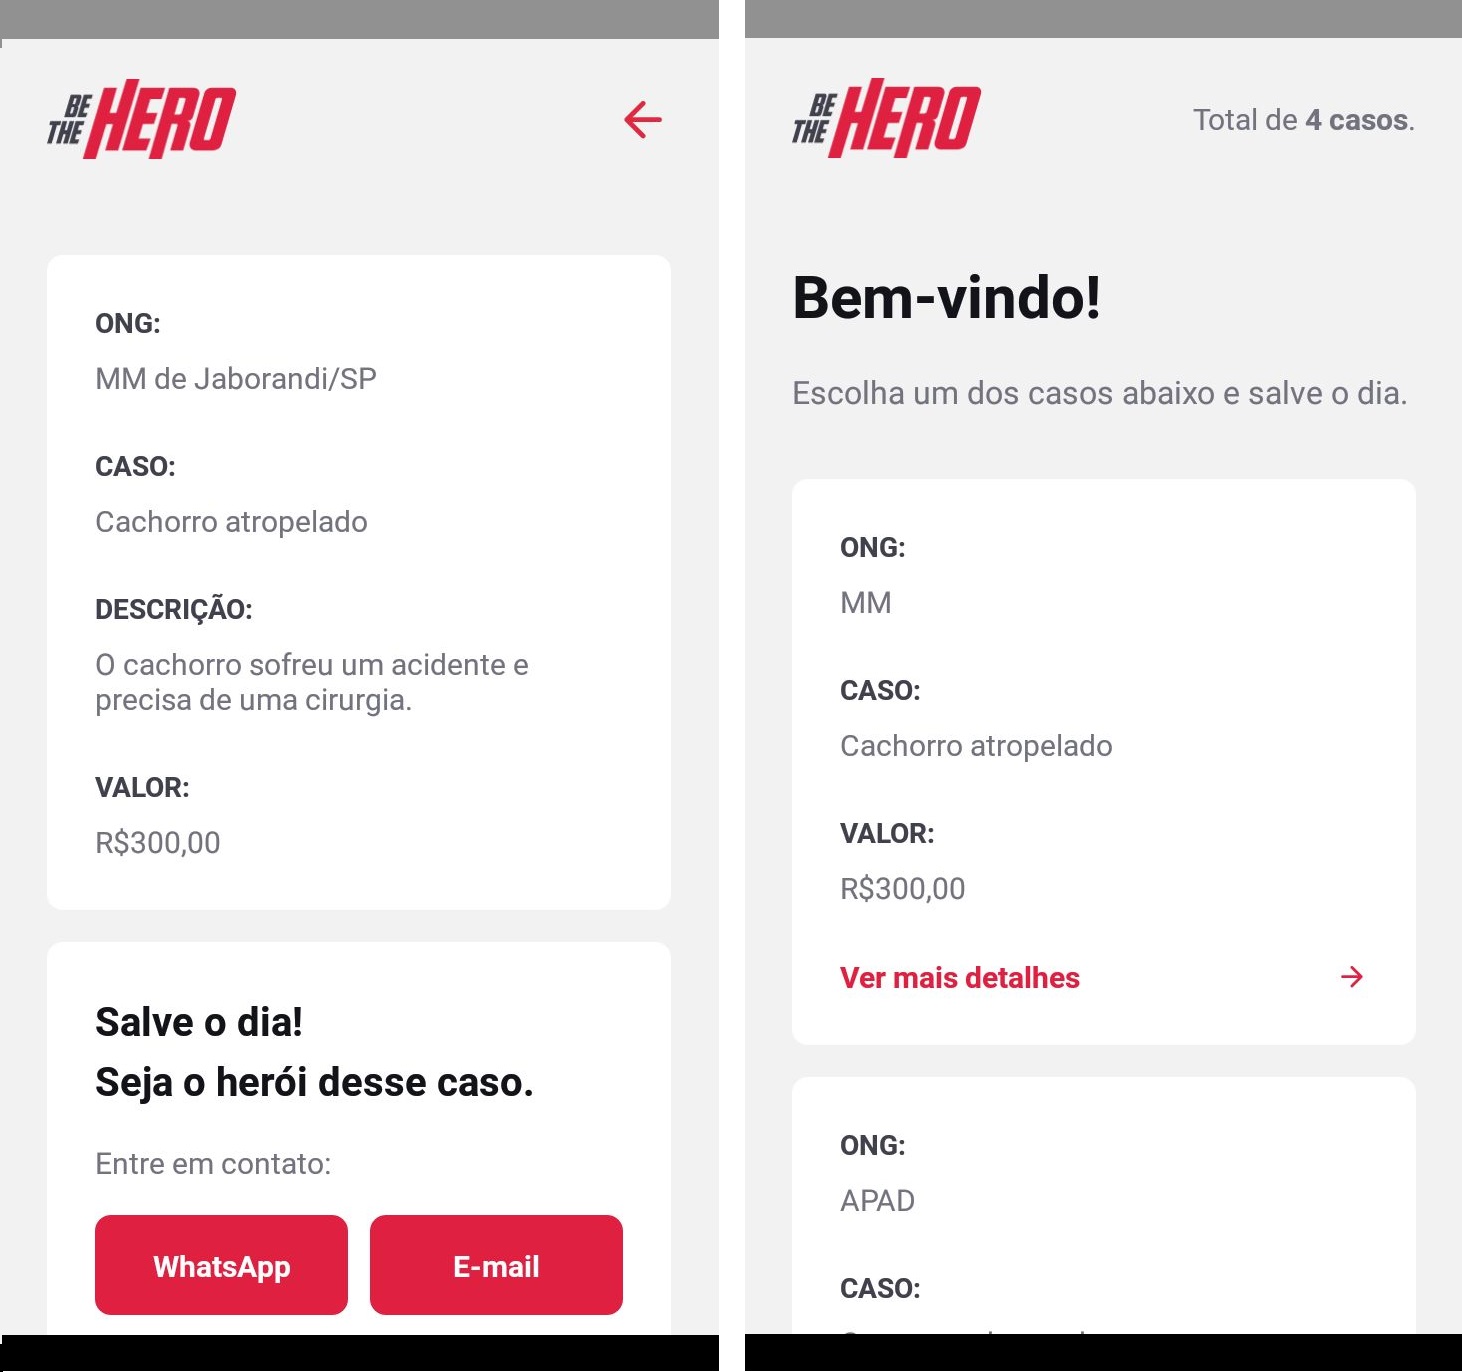 BE
THE HERO
ONG:
MM de Jaborandi/SP
CASO:
Cachorro atropelado
DESCRIÇÃO:
O cachorro sofreu um acidente e
precisa de uma cirurgia.
VALOR:
R$300,00
Salve o dia!
Seja o herói desse caso.
Entre em contato:
WhatsApp E-mail
BE
THE HERO
Total de 4 casos.
Bem-vindo!
Escolha um dos casos abaixo e salve o dia.
ONG:
MM
CASO:
Cachorro atropelado
VALOR:
R$300,00
Ver mais detalhes
ONG:
APAD
CASO: